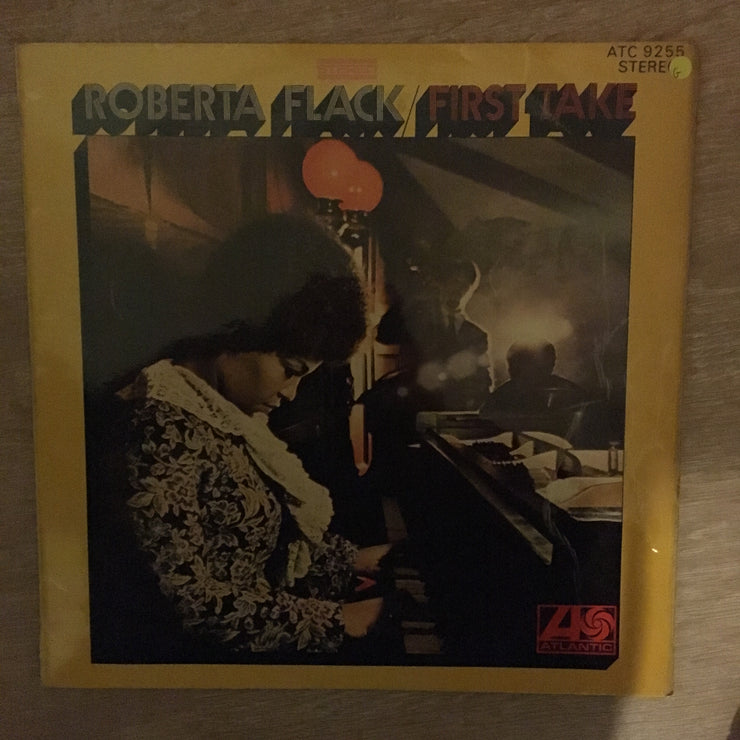 ATC 9255
STEREO
ROBERTA FLACK/FIRST TAKE
ATLANTIC